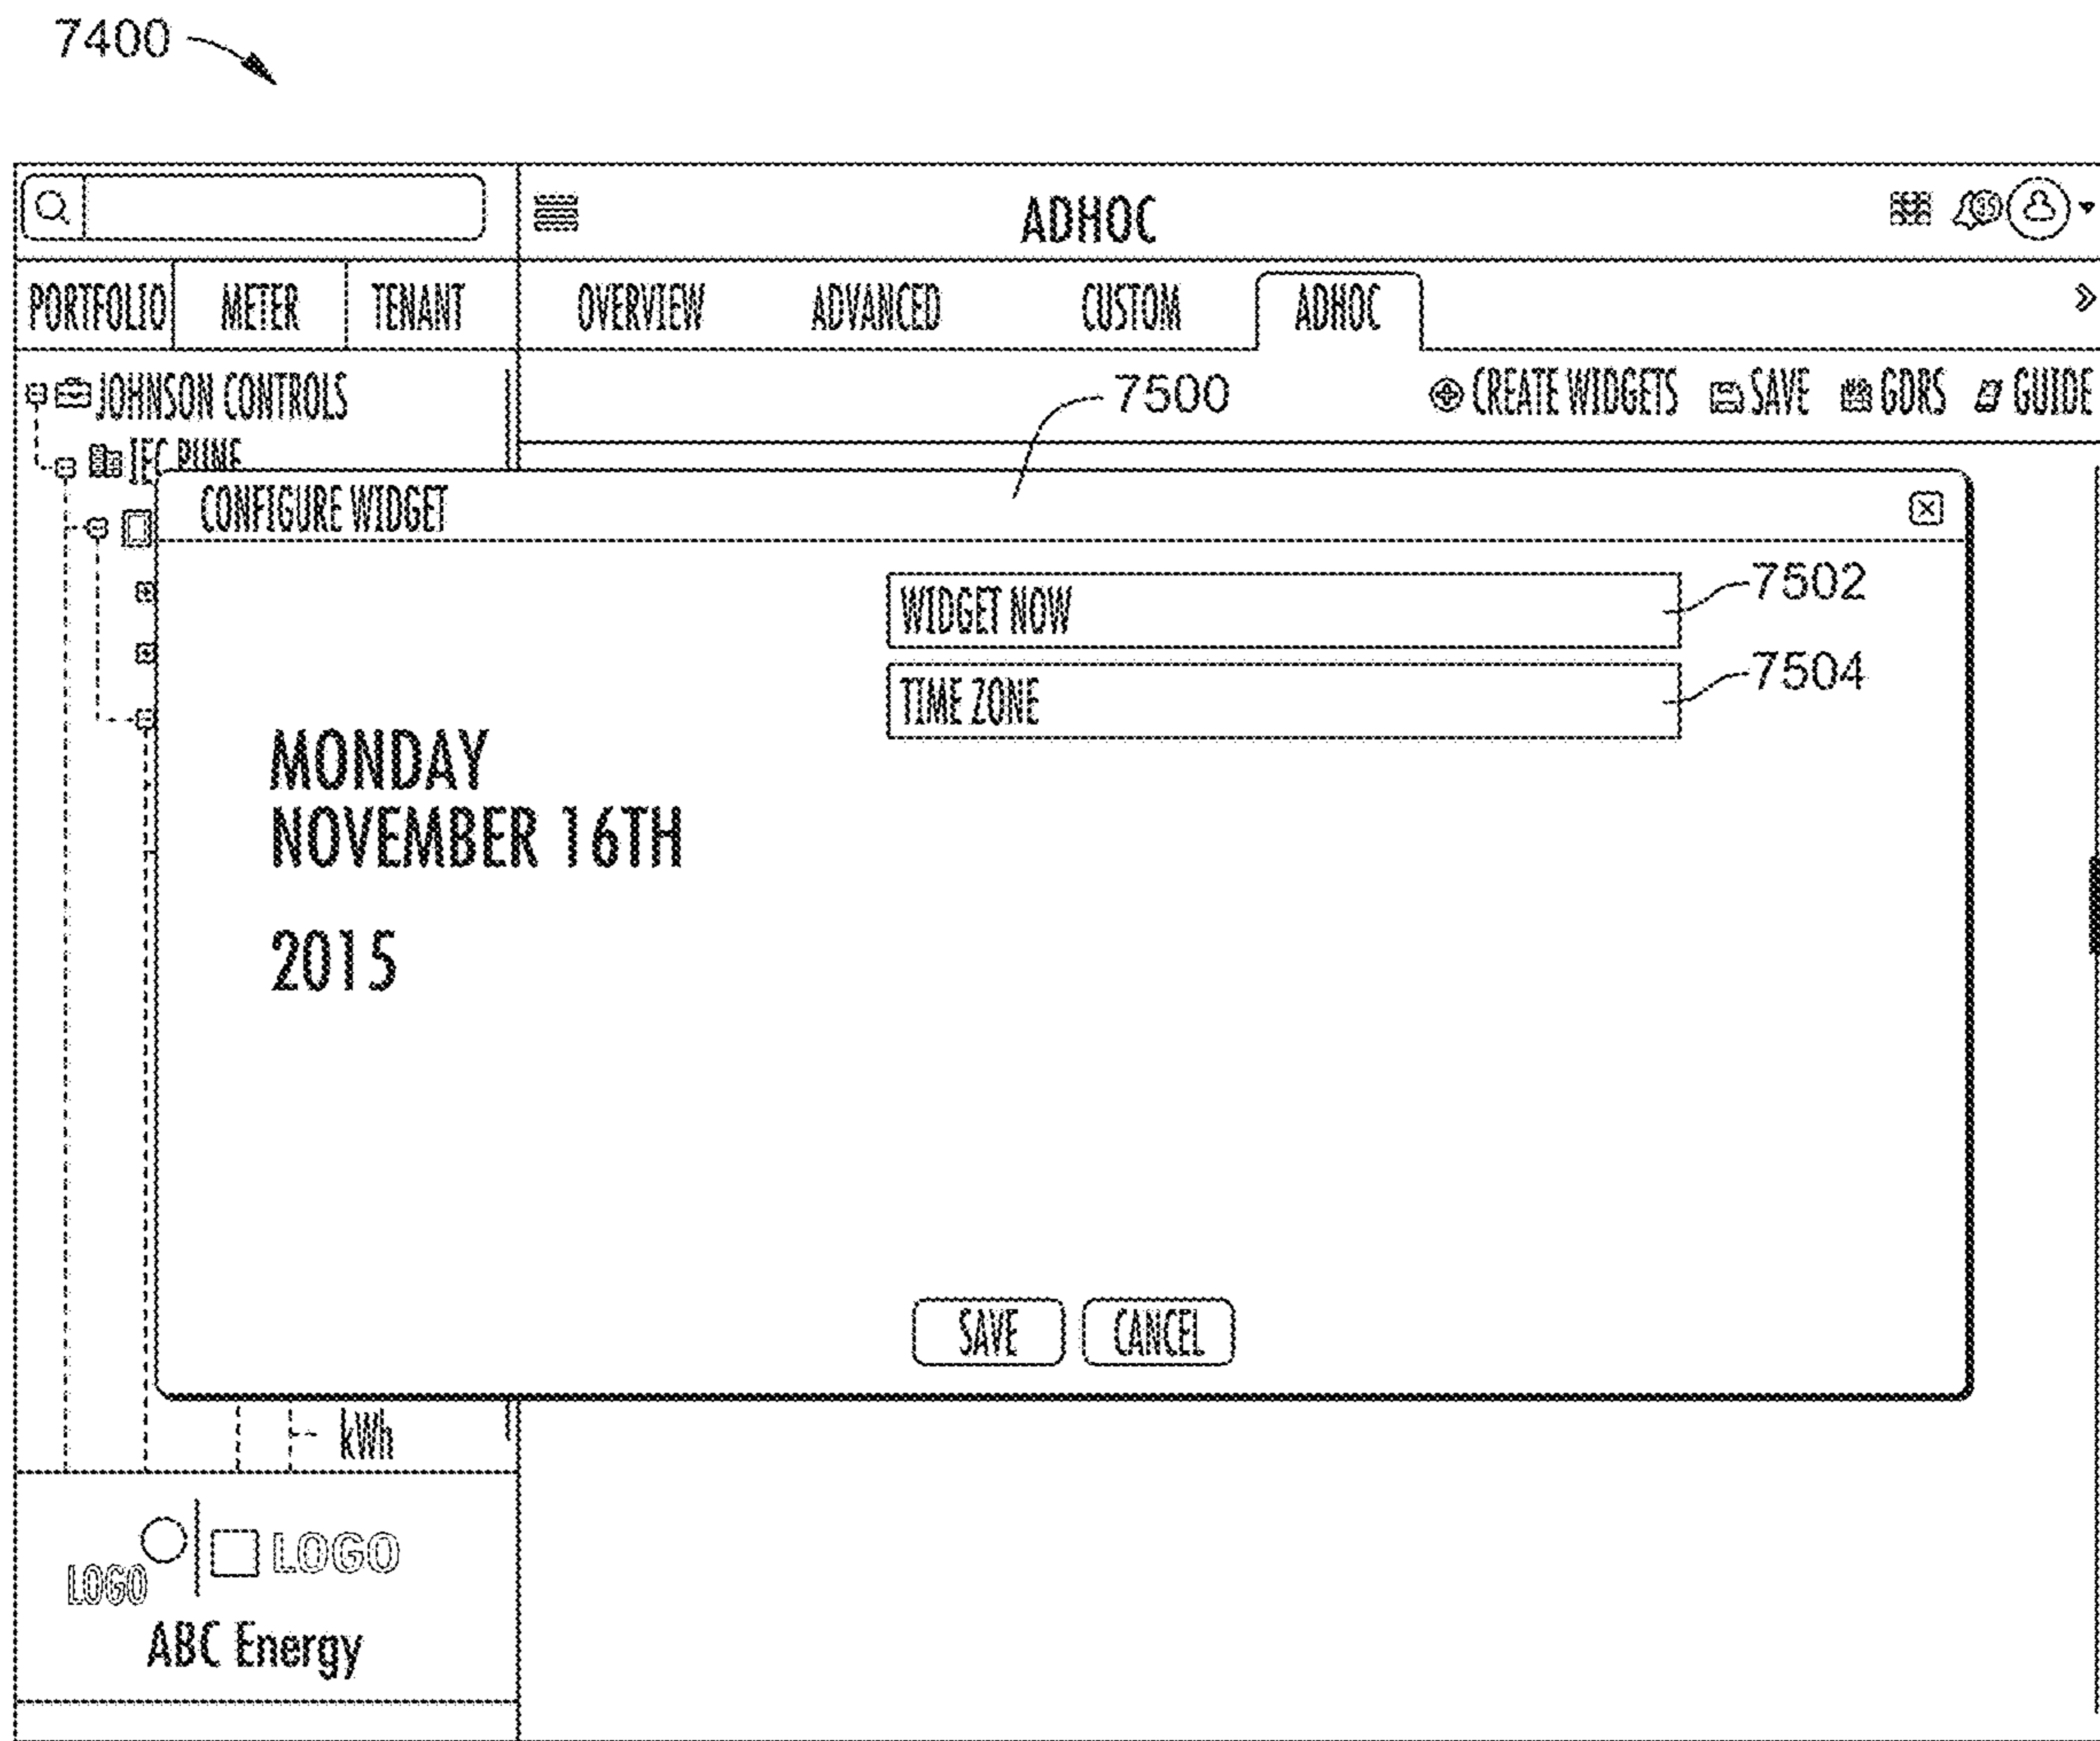 7400
ADHOC
35
PORTFOLIO METER TENANT OVERVIEW ADVANCED CUSTOM ADHOC
JOHNSON CONTROLS 7500 CREATE WIDGETS SAVE GDRS GUIDE
CONFIGURE WIDGET
WIDGET NOW 7502
TIME ZONE 7504
MONDAY
NOVEMBER 16TH
2015
SAVE CANCEL
kWh
LOGO LOGO
ABC Energy